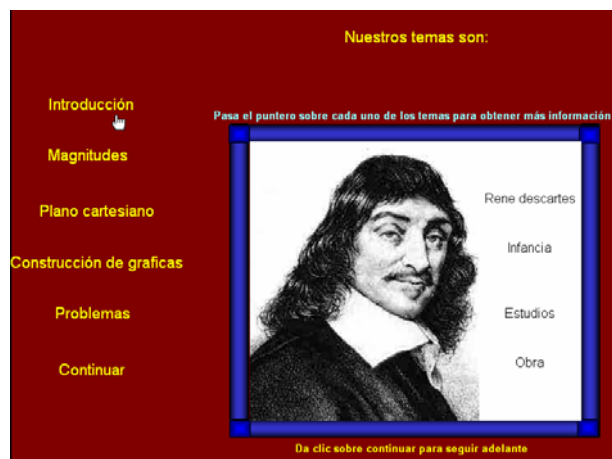 Nuestros temas son:
Introducción
Pasa el puntero sobre cada uno de los temas para obtener más información
Magnitudes
Plano cartesiano
Construcción de graficas
Problemas
Continuar
Rene descartes
Infancia
Estudios
Obra
Da clic sobre continuar para seguir adelante